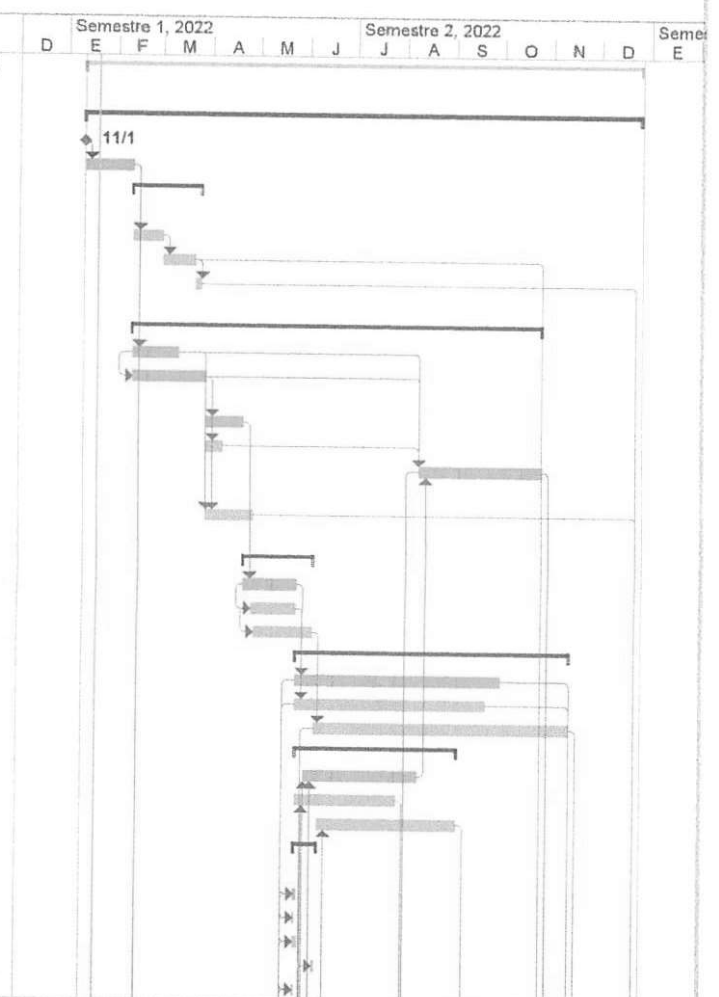 Semestre 1, 2022 Semestre 2, 2022 Seme
D E F M A M J J A S O N D E
11/1